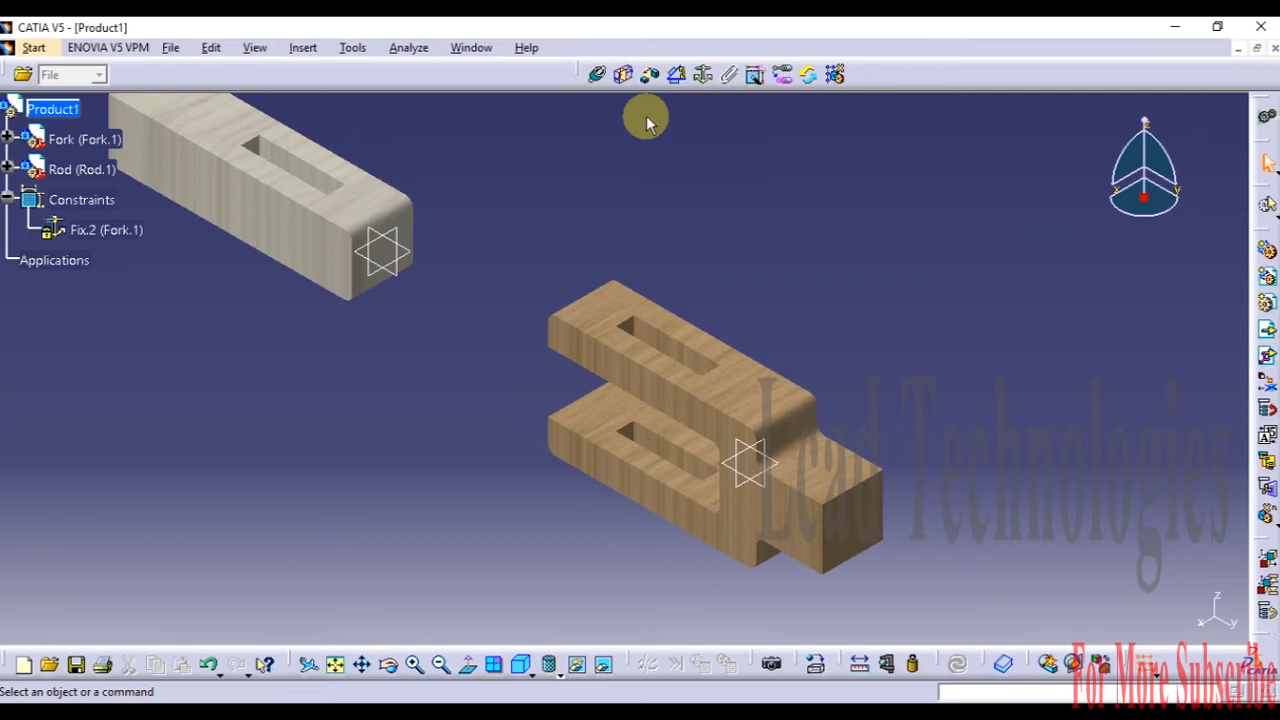 CATIA V5 - [Product1]
Start ENOVIA V5 VPM File Edit View Insert Tools Analyze Window Help
File
Product1
Fork (Fork.1)
Rod (Rod.1)
Constraints
Fix.2 (Fork.1)
Applications
z
x y
Lead Technologies
z
x y
Select an object or a command
CATIA
For More Subscribe